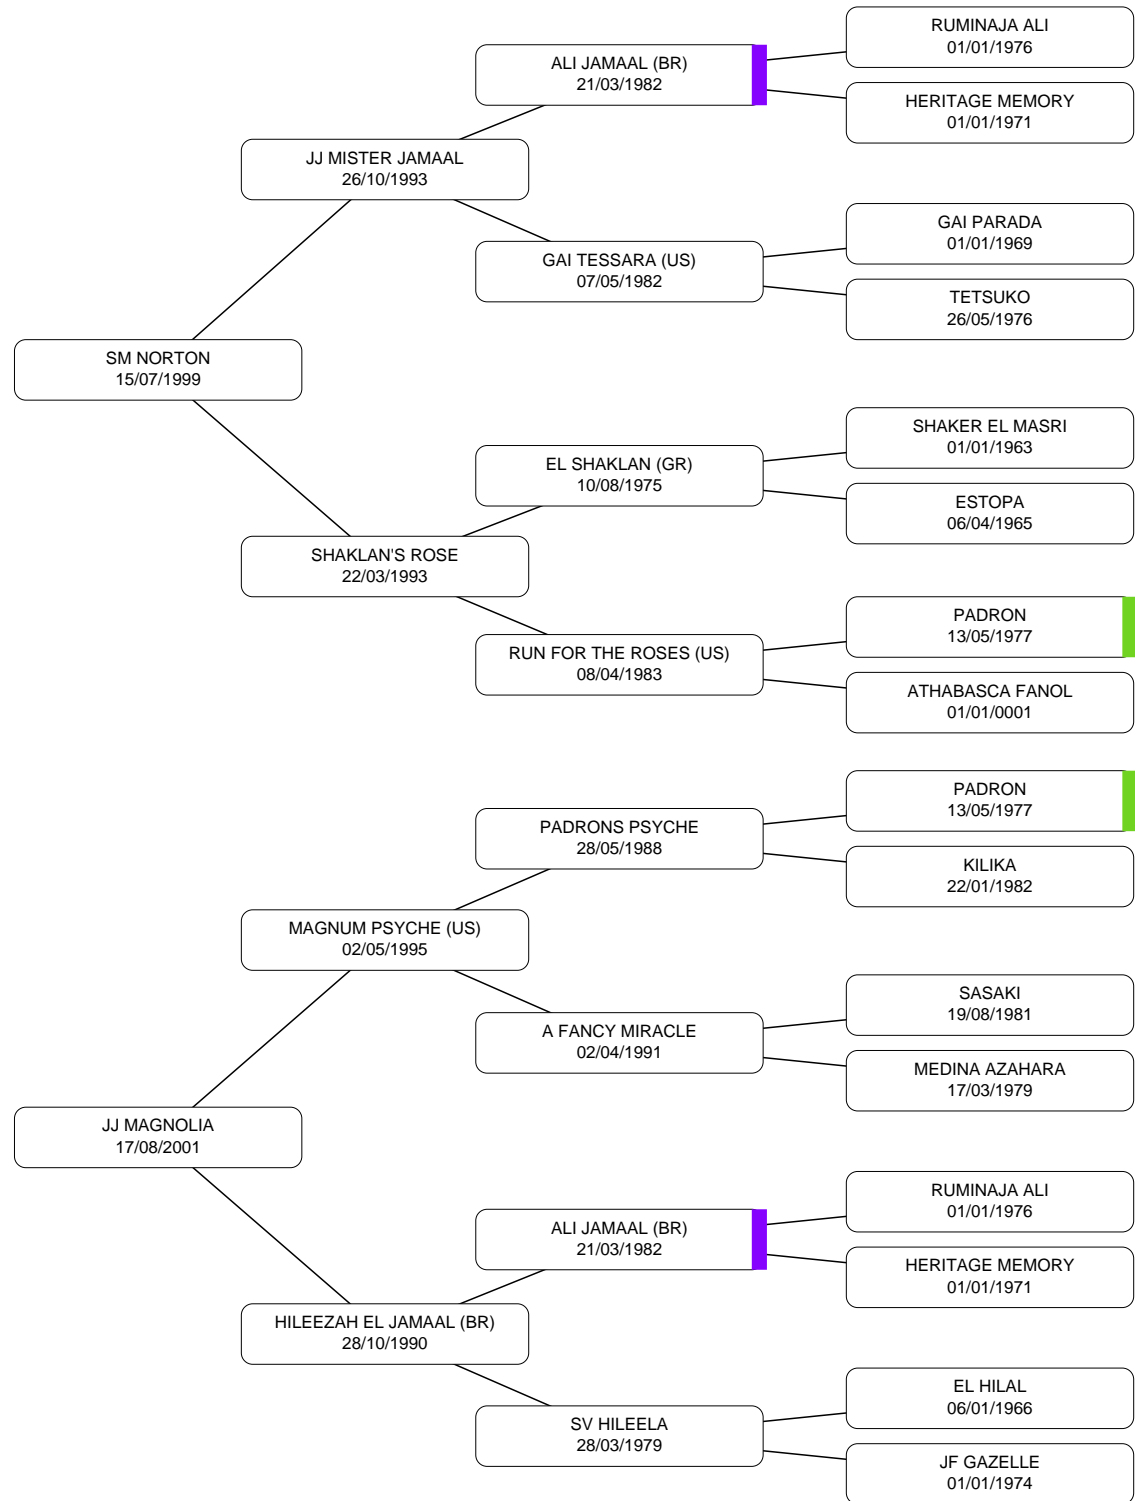 RUMINAJA ALI
01/01/1976
ALI JAMAAL (BR)
21/03/1982
HERITAGE MEMORY
01/01/1971
JJ MISTER JAMAAL
26/10/1993
GAI PARADA
01/01/1969
GAI TESSARA (US)
07/05/1982
TETSUKO
26/05/1976
SM NORTON
15/07/1999
SHAKER EL MASRI
01/01/1963
EL SHAKLAN (GR)
10/08/1975
ESTOPA
06/04/1965
SHAKLAN'S ROSE
22/03/1993
PADRON
13/05/1977
RUN FOR THE ROSES (US)
08/04/1983
ATHABASCA FANOL
01/01/0001
PADRON
13/05/1977
PADRONS PSYCHE
28/05/1988
KILIKA
22/01/1982
MAGNUM PSYCHE (US)
02/05/1995
SASAKI
19/08/1981
A FANCY MIRACLE
02/04/1991
MEDINA AZAHARA
17/03/1979
JJ MAGNOLIA
17/08/2001
RUMINAJA ALI
01/01/1976
ALI JAMAAL (BR)
21/03/1982
HERITAGE MEMORY
01/01/1971
HILEEZAH EL JAMAAL (BR)
28/10/1990
EL HILAL
06/01/1966
SV HILEELA
28/03/1979
JF GAZELLE
01/01/1974